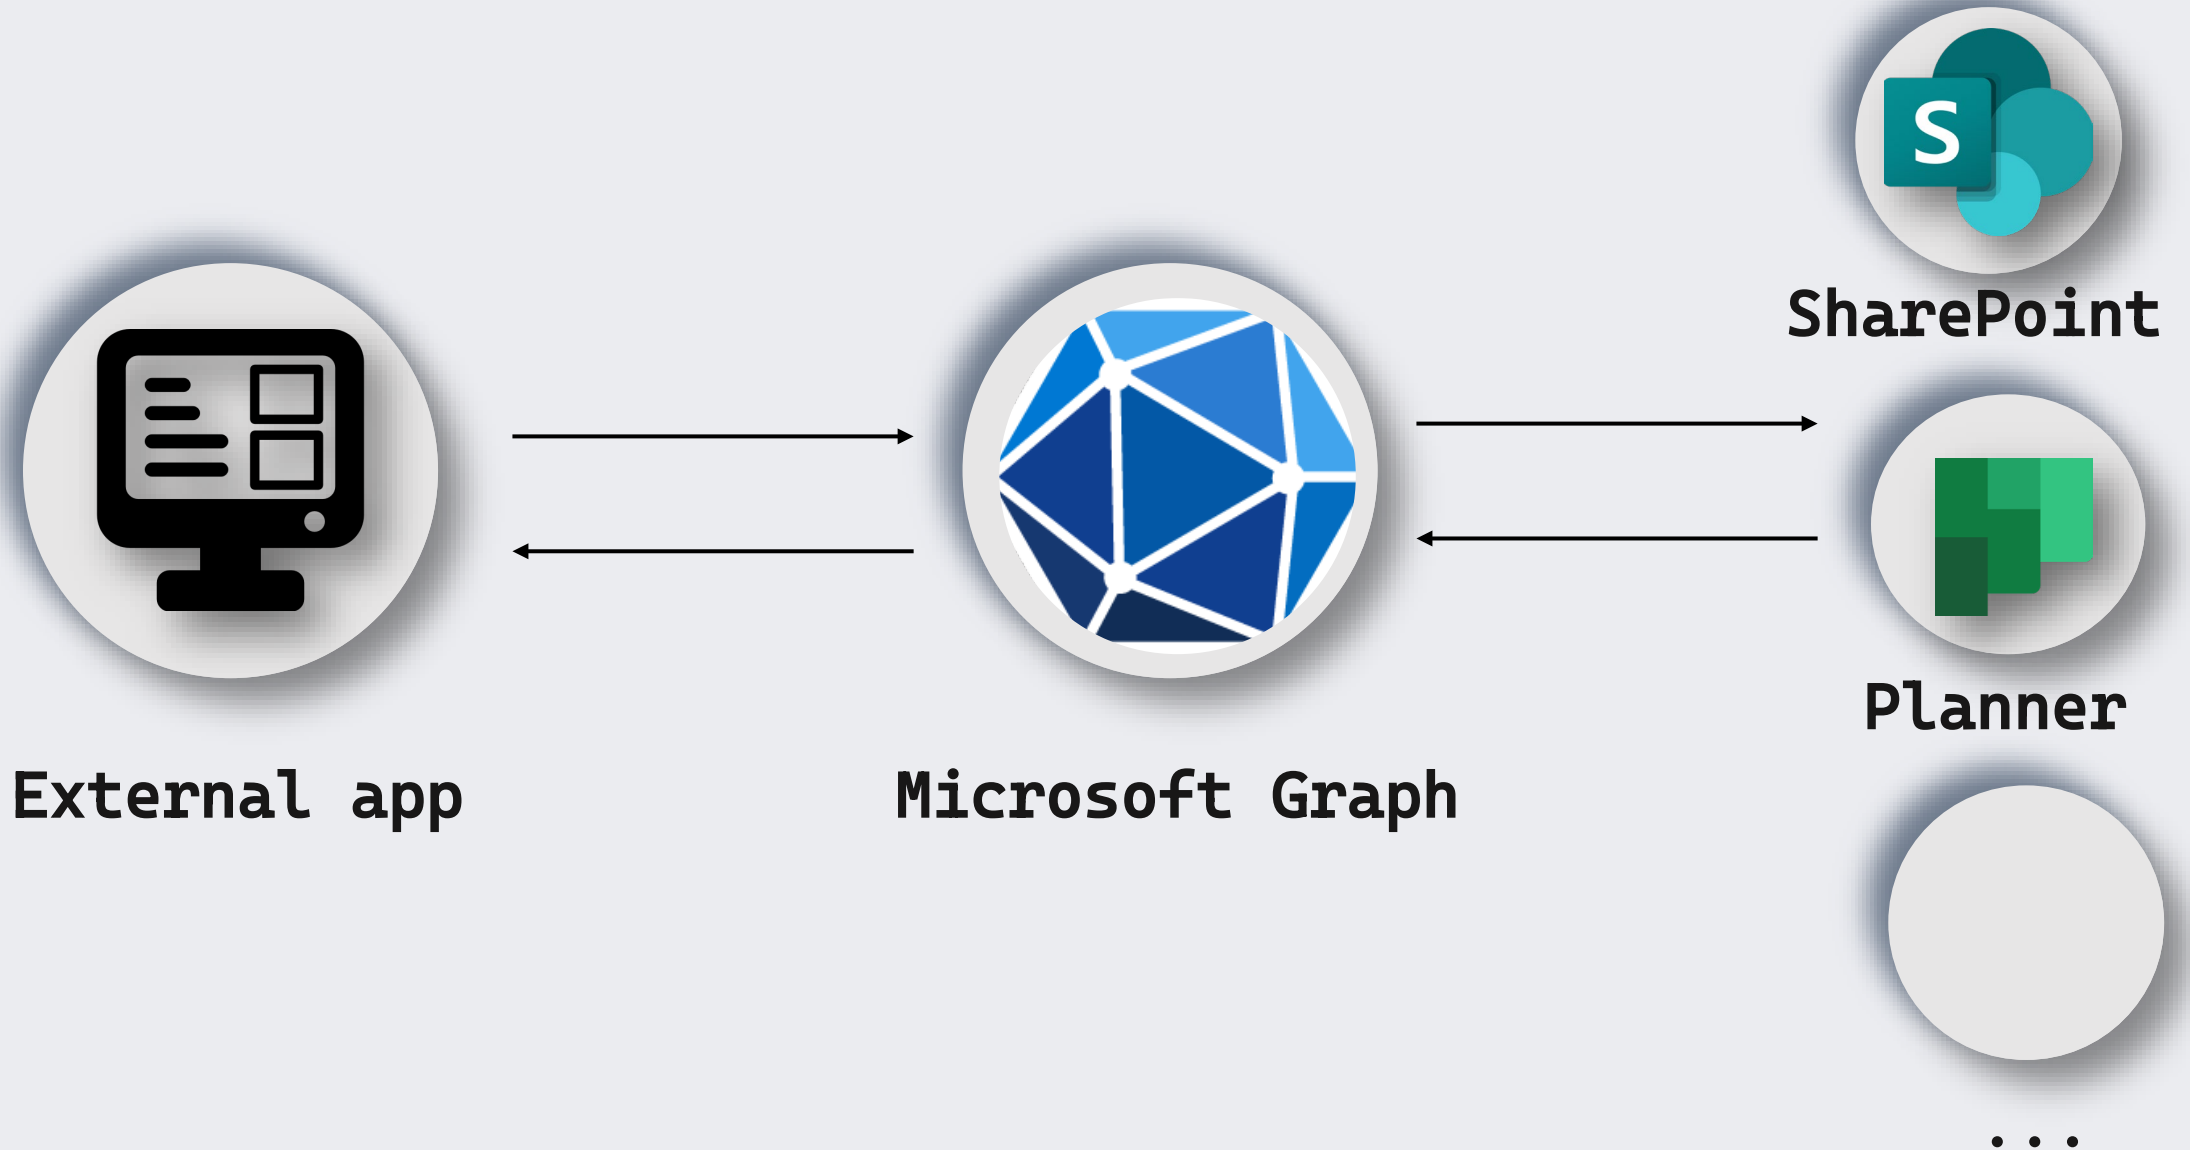 S
SharePoint
Planner
External app
Microsoft Graph
...